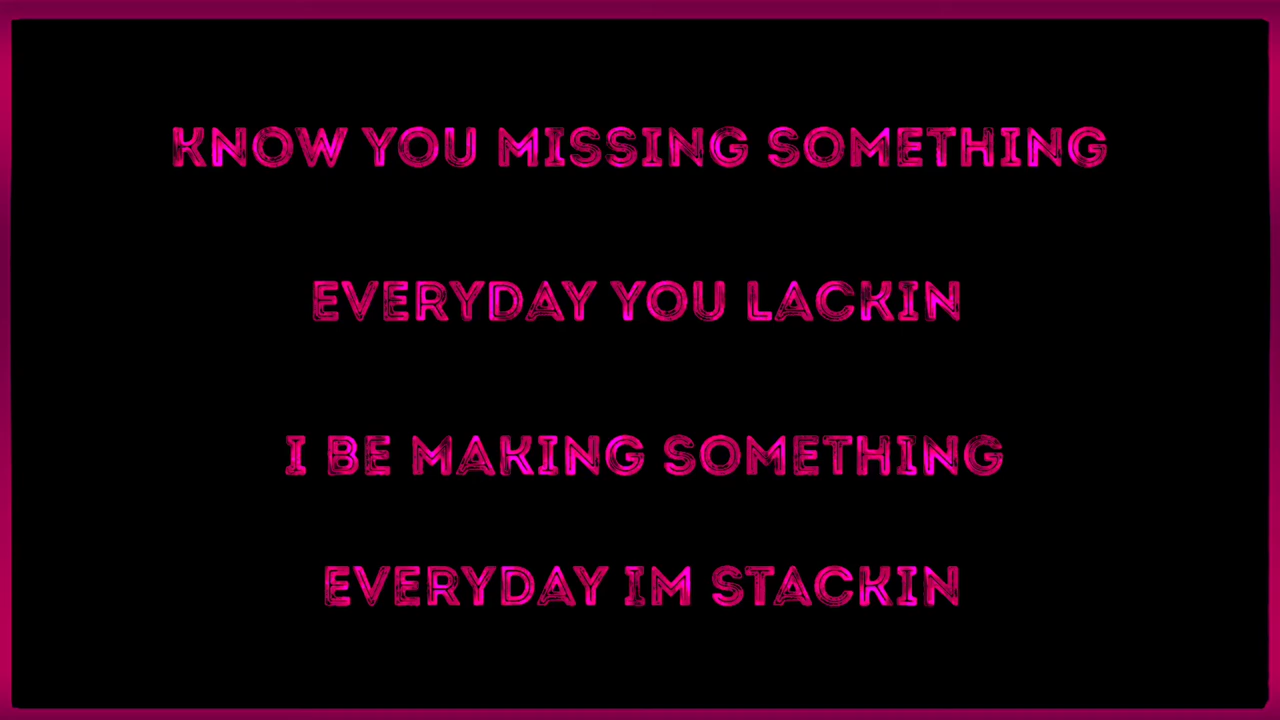 KNOW YOU MISSING SOMETHING
EVERYDAY YOU LACKIN
I BE MAKING SOMETHING
EVERYDAY IM STACKIN